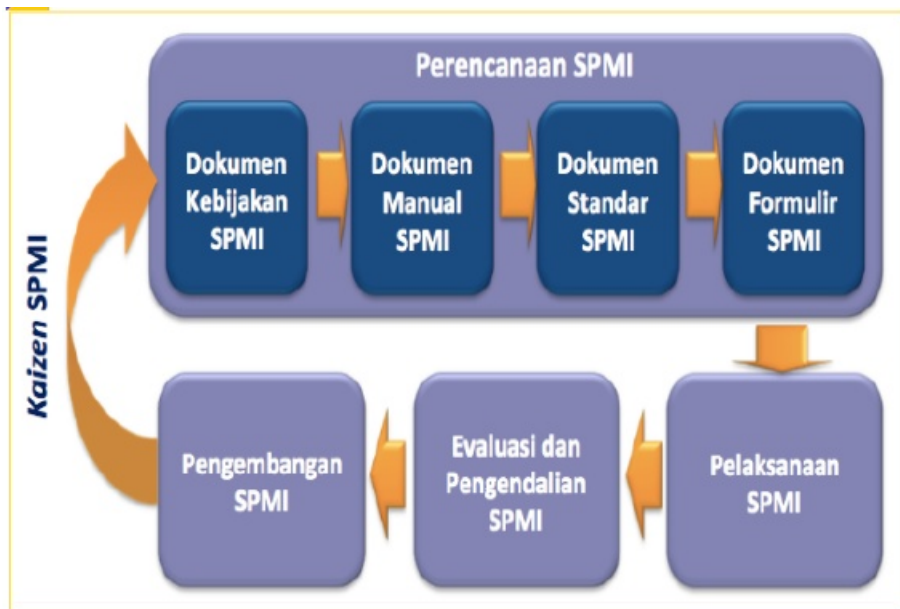 Perencanaan SPMI
Dokumen
Kebijakan
SPMI
Dokumen
Manual
SPMI
Dokumen
Standar
SPMI
Dokumen
Formulir
SPMI
Pelaksanaan
SPMI
Evaluasi dan
Pengendalian
SPMI
Pengembangan
SPMI
Kaizen SPMI